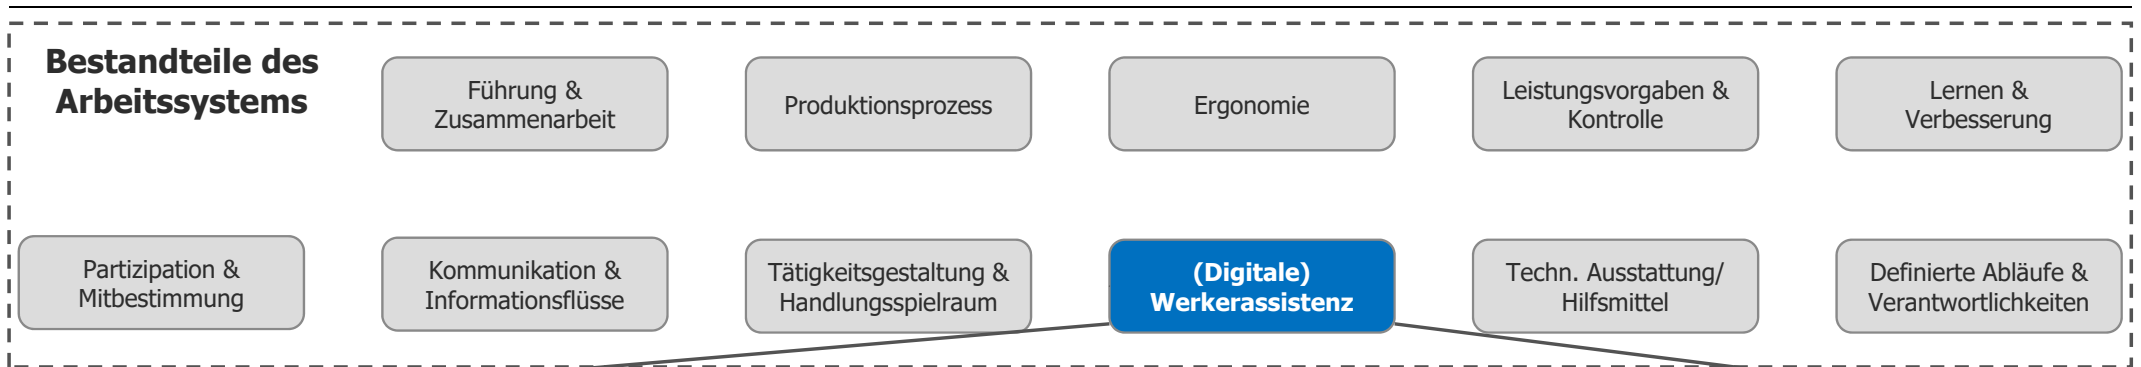 Bestandteile des
Arbeitssystems
Führung &
Zusammenarbeit
Produktionsprozess
Ergonomie
Leistungsvorgaben &
Kontrolle
Lernen &
Verbesserung
Partizipation &
Mitbestimmung
Kommunikation &
Informationsflüsse
Tätigkeitsgestaltung &
Handlungsspielraum
(Digitale)
Werkerassistenz
Techn. Ausstattung/
Hilfsmittel
Definierte Abläufe &
Verantwortlichkeiten